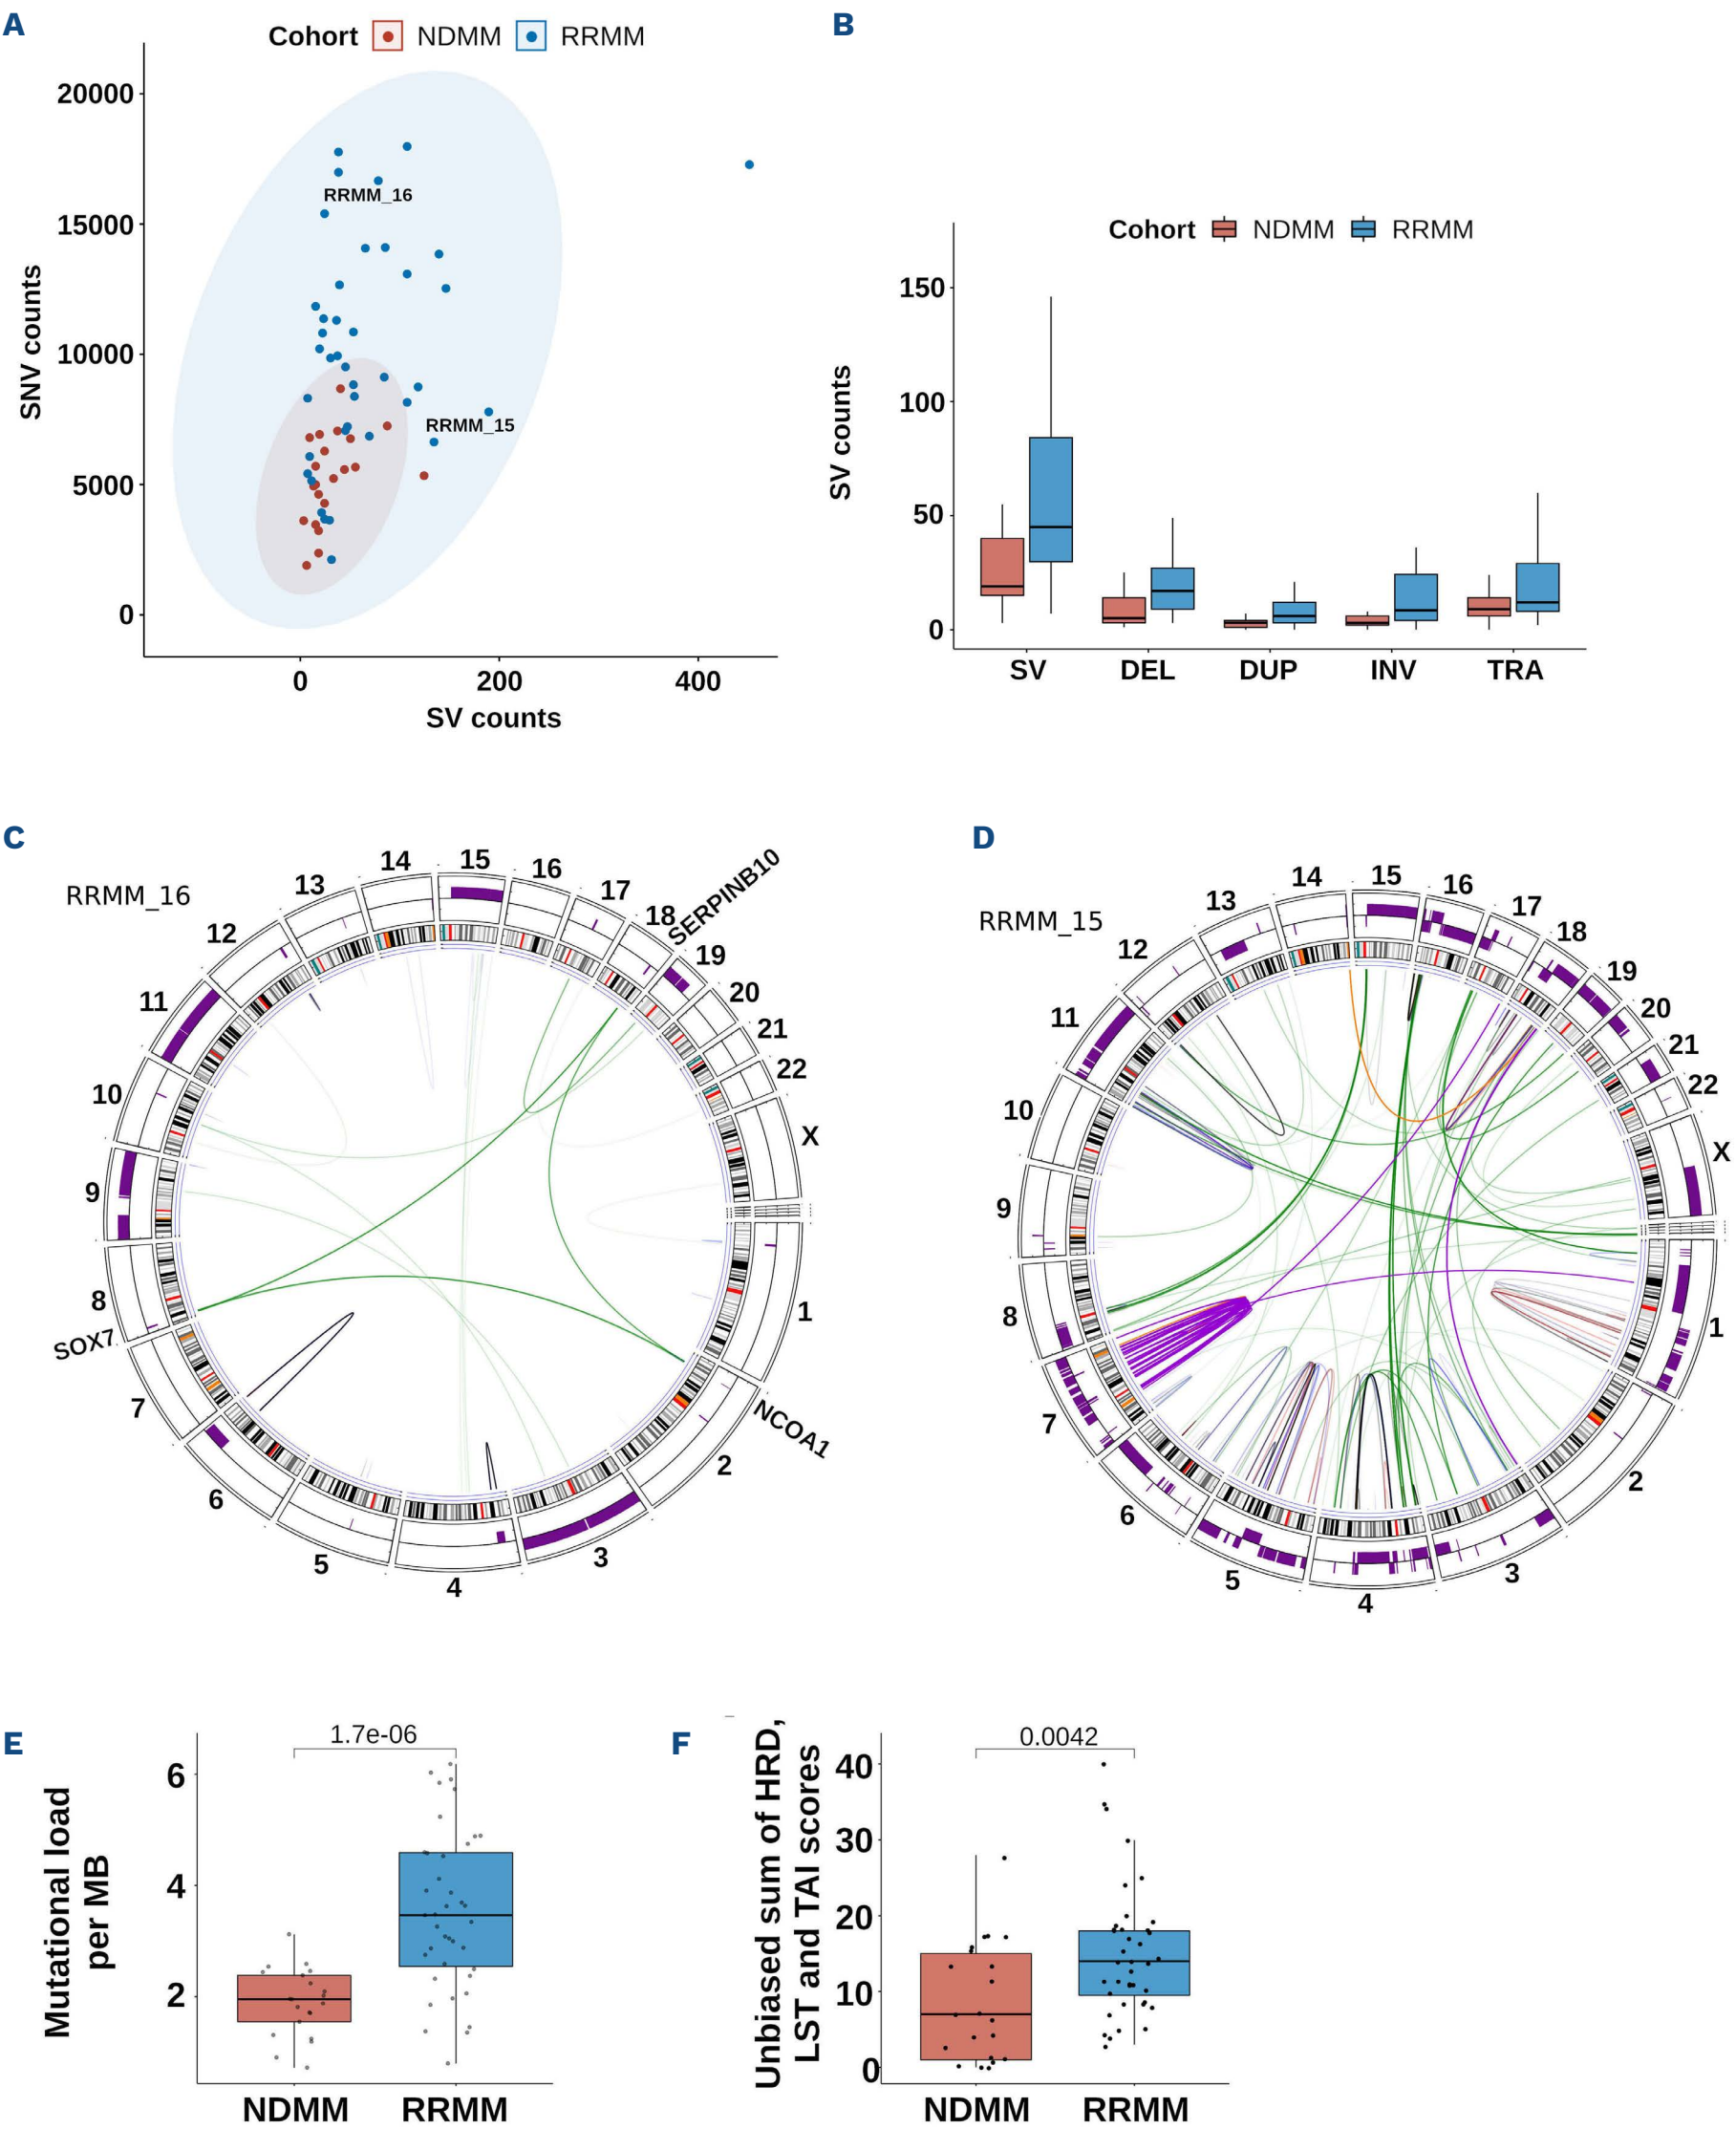 A
Cohort NDMM RRMM
20000
15000
10000
5000
0
SNV counts
RRMM_16
RRMM_15
0 200 400
SV counts
B
Cohort NDMM RRMM
150
100
50
0
SV counts
SV DEL DUP INV TRA
C
RRMM_16
1
2
3
4
5
6
7
8
9
10
11
12
13
14
15
16
17
18
19
20
21
22
X
SERPINB10
SOX7
NCOA1
D
RRMM_15
1
2
3
4
5
6
7
8
9
10
11
12
13
14
15
16
17
18
19
20
21
22
X
E
1.7e-06
Mutational load
per MB
6
4
2
NDMM RRMM
F
0.0042
Unbiased sum of HRD,
LST and TAI scores
40
30
20
10
0
NDMM RRMM